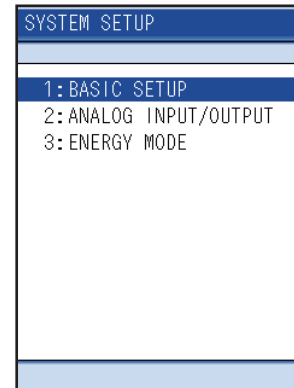 SYSTEM SETUP
1:BASIC SETUP
2:ANALOG INPUT/OUTPUT
3:ENERGY MODE